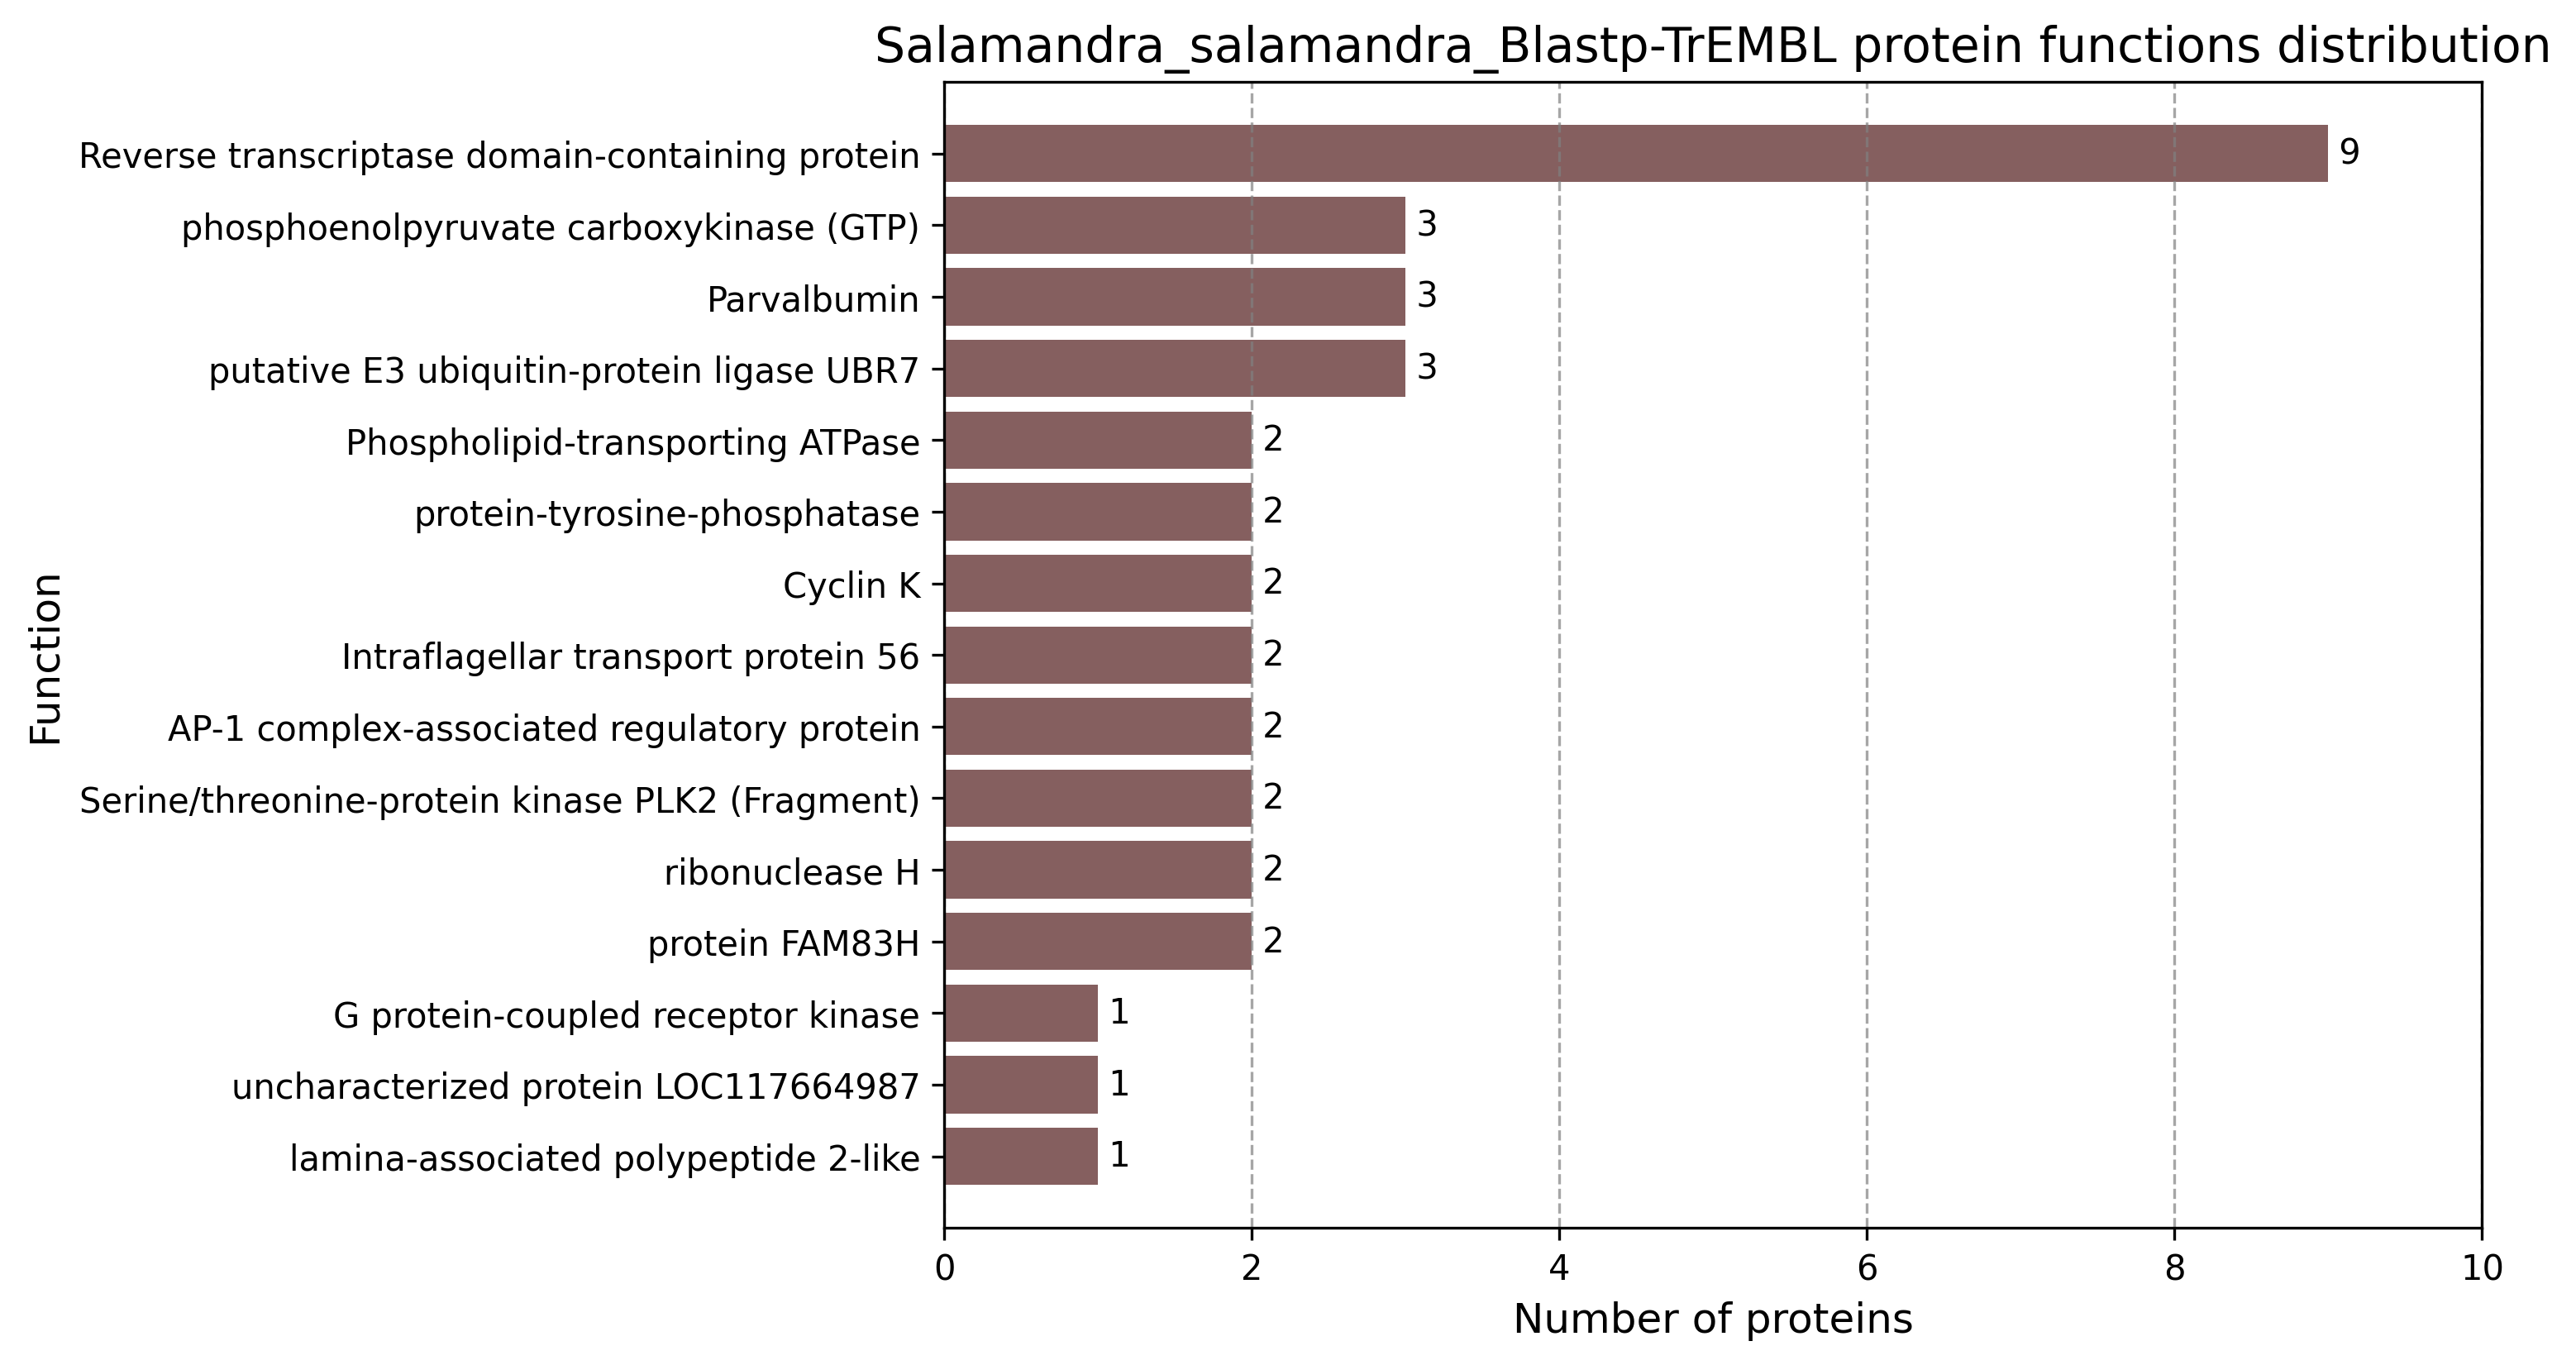 Salamandra_salamandra_Blastp-TrEMBL protein functions distribution
Reverse transcriptase domain-containing protein 9
phosphoenolpyruvate carboxykinase (GTP) 3
Parvalbumin 3
putative E3 ubiquitin-protein ligase UBR7 3
Phospholipid-transporting ATPase 2
protein-tyrosine-phosphatase 2
Cyclin K 2
Intraflagellar transport protein 56 2
AP-1 complex-associated regulatory protein 2
Serine/threonine-protein kinase PLK2 (Fragment) 2
ribonuclease H 2
protein FAM83H 2
G protein-coupled receptor kinase 1
uncharacterized protein LOC117664987 1
lamina-associated polypeptide 2-like 1
Function
0 2 4 6 8 10
Number of proteins